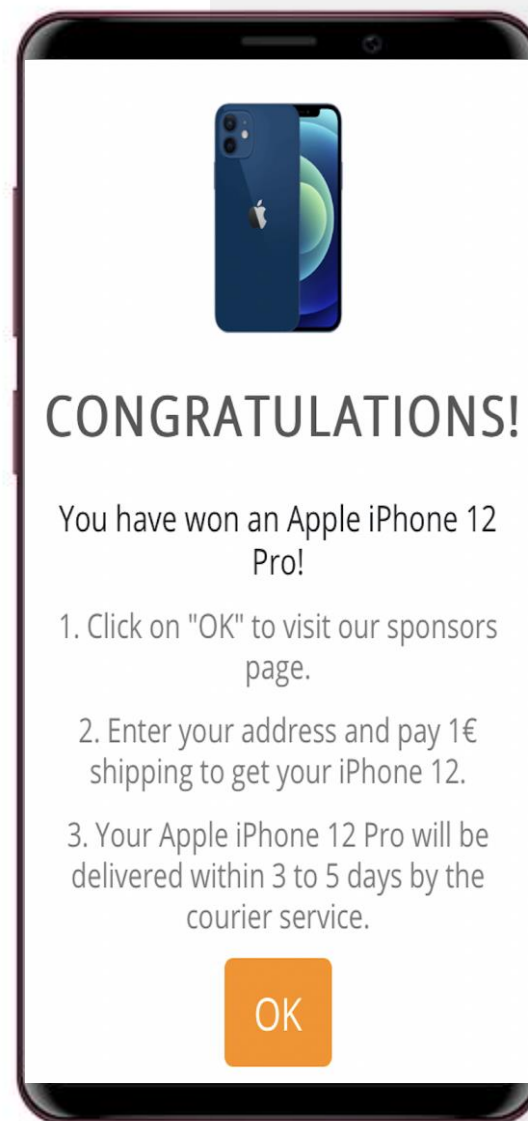 CONGRATULATIONS!
You have won an Apple iPhone 12
Pro!
1. Click on "OK" to visit our sponsors
page.
2. Enter your address and pay 1€
shipping to get your iPhone 12.
3. Your Apple iPhone 12 Pro will be
delivered within 3 to 5 days by the
courier service.
OK